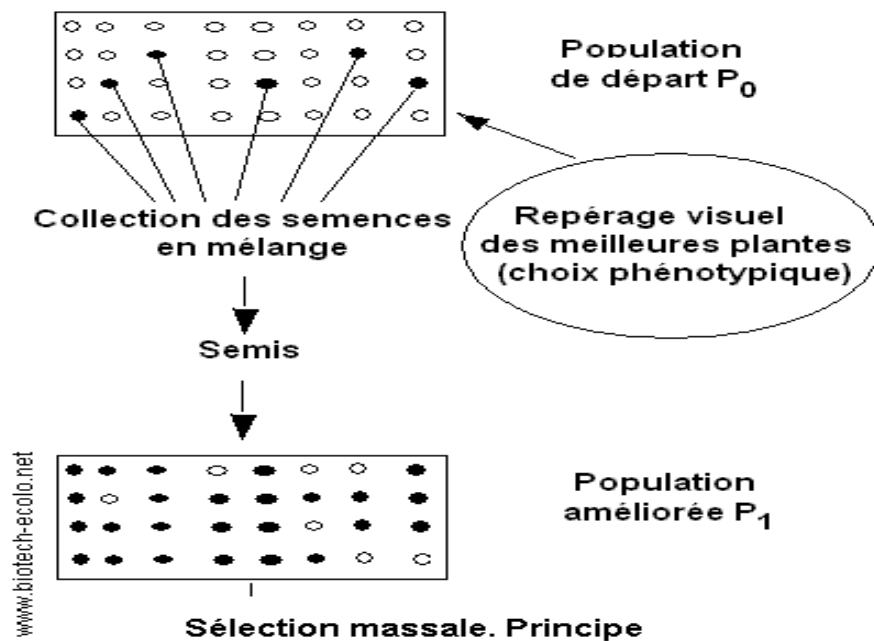 Population
de départ P0
Repérage visuel
des meilleures plantes
(choix phénotypique)
Collection des semences
en mélange
Semis
Population
améliorée P1
www.biotech-ecolo.net
Sélection massale. Principe